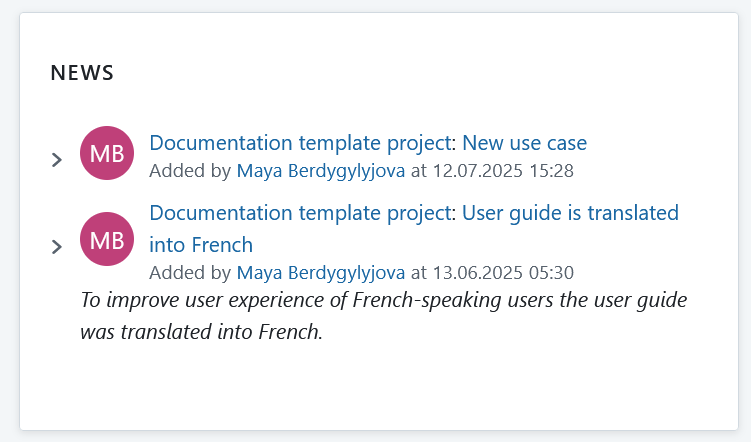 NEWS
MB
Documentation template project: New use case
Added by Maya Berdygylyjova at 12.07.2025 15:28
MB
Documentation template project: User guide is translated
into French
Added by Maya Berdygylyjova at 13.06.2025 05:30
To improve user experience of French-speaking users the user guide
was translated into French.